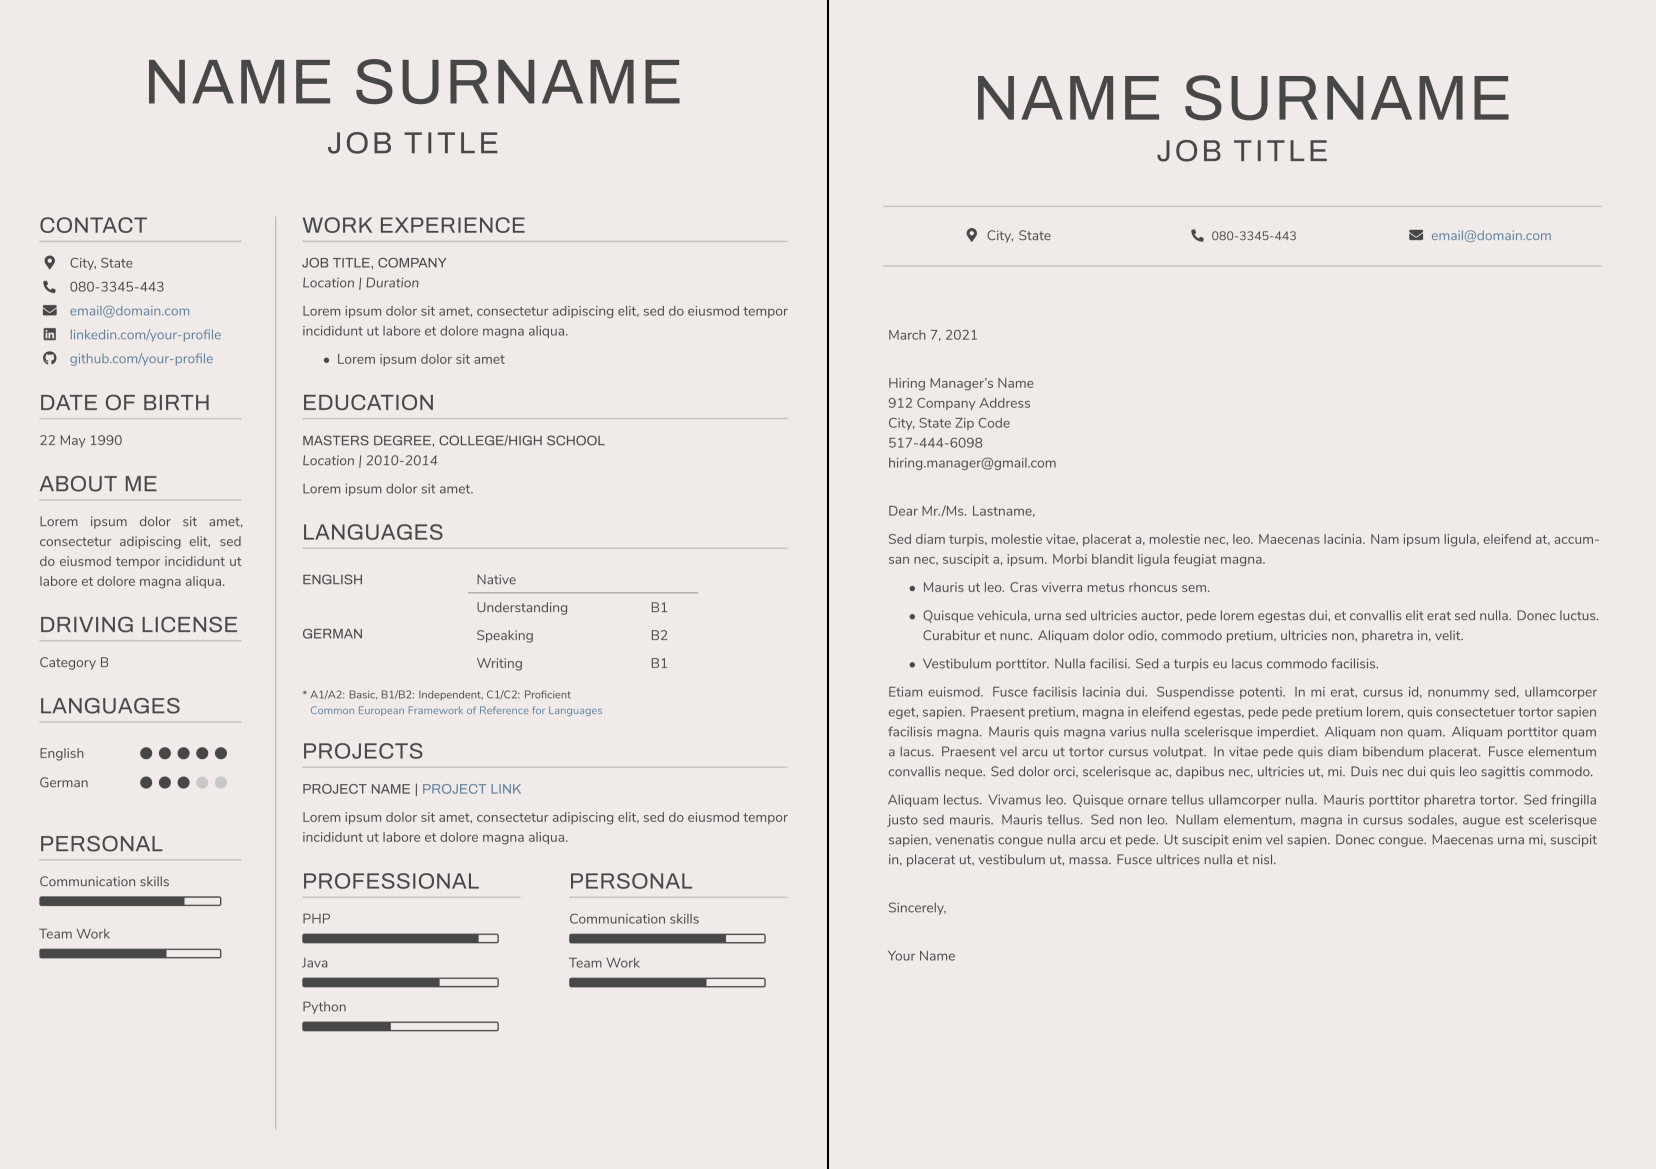 NAME SURNAME
JOB TITLE
CONTACT
City, State
080-3345-443
email@domain.com
linkedin.com/your-profile
github.com/your-profile
DATE OF BIRTH
22 May 1990
ABOUT ME
Lorem ipsum dolor sit amet,
consectetur adipiscing elit, sed
do eiusmod tempor incididunt ut
labore et dolore magna aliqua.
DRIVING LICENSE
Category B
LANGUAGES
English
German
PERSONAL
Communication skills
Team Work
WORK EXPERIENCE
JOB TITLE, COMPANY
Location | Duration
Lorem ipsum dolor sit amet, consectetur adipiscing elit, sed do eiusmod tempor
incididunt ut labore et dolore magna aliqua.
• Lorem ipsum dolor sit amet
EDUCATION
MASTERS DEGREE, COLLEGE/HIGH SCHOOL
Location | 2010-2014
Lorem ipsum dolor sit amet.
LANGUAGES
ENGLISH Native
Understanding B1
GERMAN Speaking B2
Writing B1
* A1/A2: Basic, B1/B2: Independent, C1/C2: Proficient
Common European Framework of Reference for Languages
PROJECTS
PROJECT NAME | PROJECT LINK
Lorem ipsum dolor sit amet, consectetur adipiscing elit, sed do eiusmod tempor
incididunt ut labore et dolore magna aliqua.
PROFESSIONAL
PHP
Java
Python
PERSONAL
Communication skills
Team Work
NAME SURNAME
JOB TITLE
City, State 080-3345-443 email@domain.com
March 7, 2021
Hiring Manager's Name
912 Company Address
City, State Zip Code
517-444-6098
hiring.manager@gmail.com
Dear Mr./Ms. Lastname,
Sed diam turpis, molestie vitae, placerat a, molestie nec, leo. Maecenas lacinia. Nam ipsum ligula, eleifend at, accum-
san nec, suscipit a, ipsum. Morbi blandit ligula feugiat magna.
• Mauris ut leo. Cras viverra metus rhoncus sem.
• Quisque vehicula, urna sed ultricies auctor, pede lorem egestas dui, et convallis elit erat sed nulla. Donec luctus.
Curabitur et nunc. Aliquam dolor odio, commodo pretium, ultricies non, pharetra in, velit.
• Vestibulum porttitor. Nulla facilisi. Sed a turpis eu lacus commodo facilisis.
Etiam euismod. Fusce facilisis lacinia dui. Suspendisse potenti. In mi erat, cursus id, nonummy sed, ullamcorper
eget, sapien. Praesent pretium, magna in eleifend egestas, pede pede pretium lorem, quis consectetuer tortor sapien
facilisis magna. Mauris quis magna varius nulla scelerisque imperdiet. Aliquam non quam. Aliquam porttitor quam
a lacus. Praesent vel arcu ut tortor cursus volutpat. In vitae pede quis diam bibendum placerat. Fusce elementum
convallis neque. Sed dolor orci, scelerisque ac, dapibus nec, ultricies ut, mi. Duis nec dui quis leo sagittis commodo.
Aliquam lectus. Vivamus leo. Quisque ornare tellus ullamcorper nulla. Mauris porttitor pharetra tortor. Sed fringilla
justo sed mauris. Mauris tellus. Sed non leo. Nullam elementum, magna in cursus sodales, augue est scelerisque
sapien, venenatis congue nulla arcu et pede. Ut suscipit enim vel sapien. Donec congue. Maecenas urna mi, suscipit
in, placerat ut, vestibulum ut, massa. Fusce ultrices nulla et nisl.
Sincerely,
Your Name